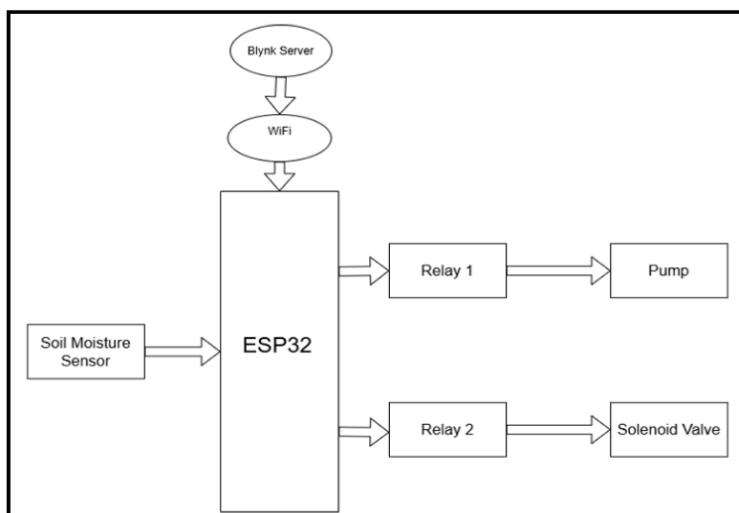 Blynk Server
WiFi
Relay 1
Pump
Soil Moisture
Sensor
ESP32
Relay 2
Solenoid Valve